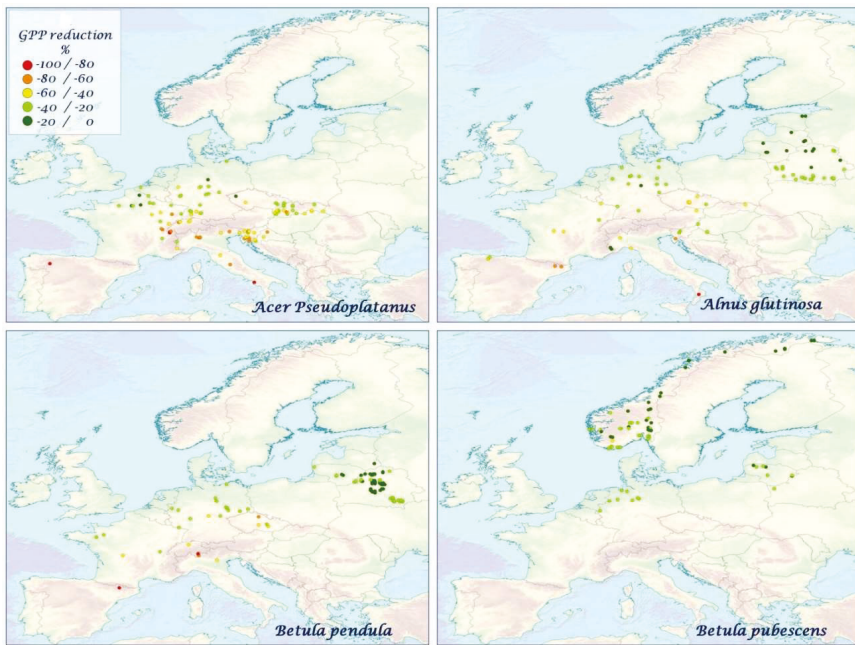 GPP reduction
%
-100 / -80
-80 / -60
-60 / -40
-40 / -20
-20 / 0
Acer Pseudoplatanus
Alnus glutinosa
Betula pendula
Betula pubescens